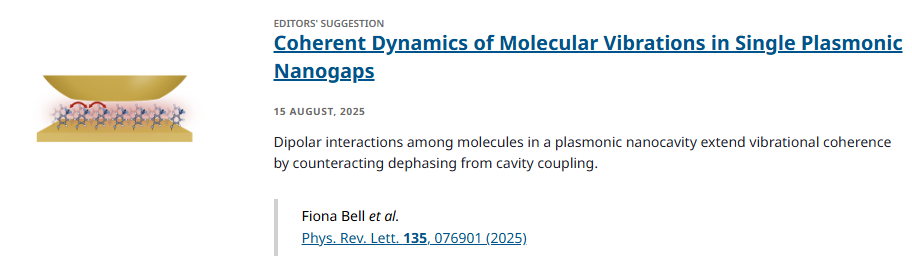 EDITORS' SUGGESTION
Coherent Dynamics of Molecular Vibrations in Single Plasmonic
Nanogaps
15 AUGUST, 2025
Dipolar interactions among molecules in a plasmonic nanocavity extend vibrational coherence
by counteracting dephasing from cavity coupling.
Fiona Bell et al.
Phys. Rev. Lett. 135, 076901 (2025)